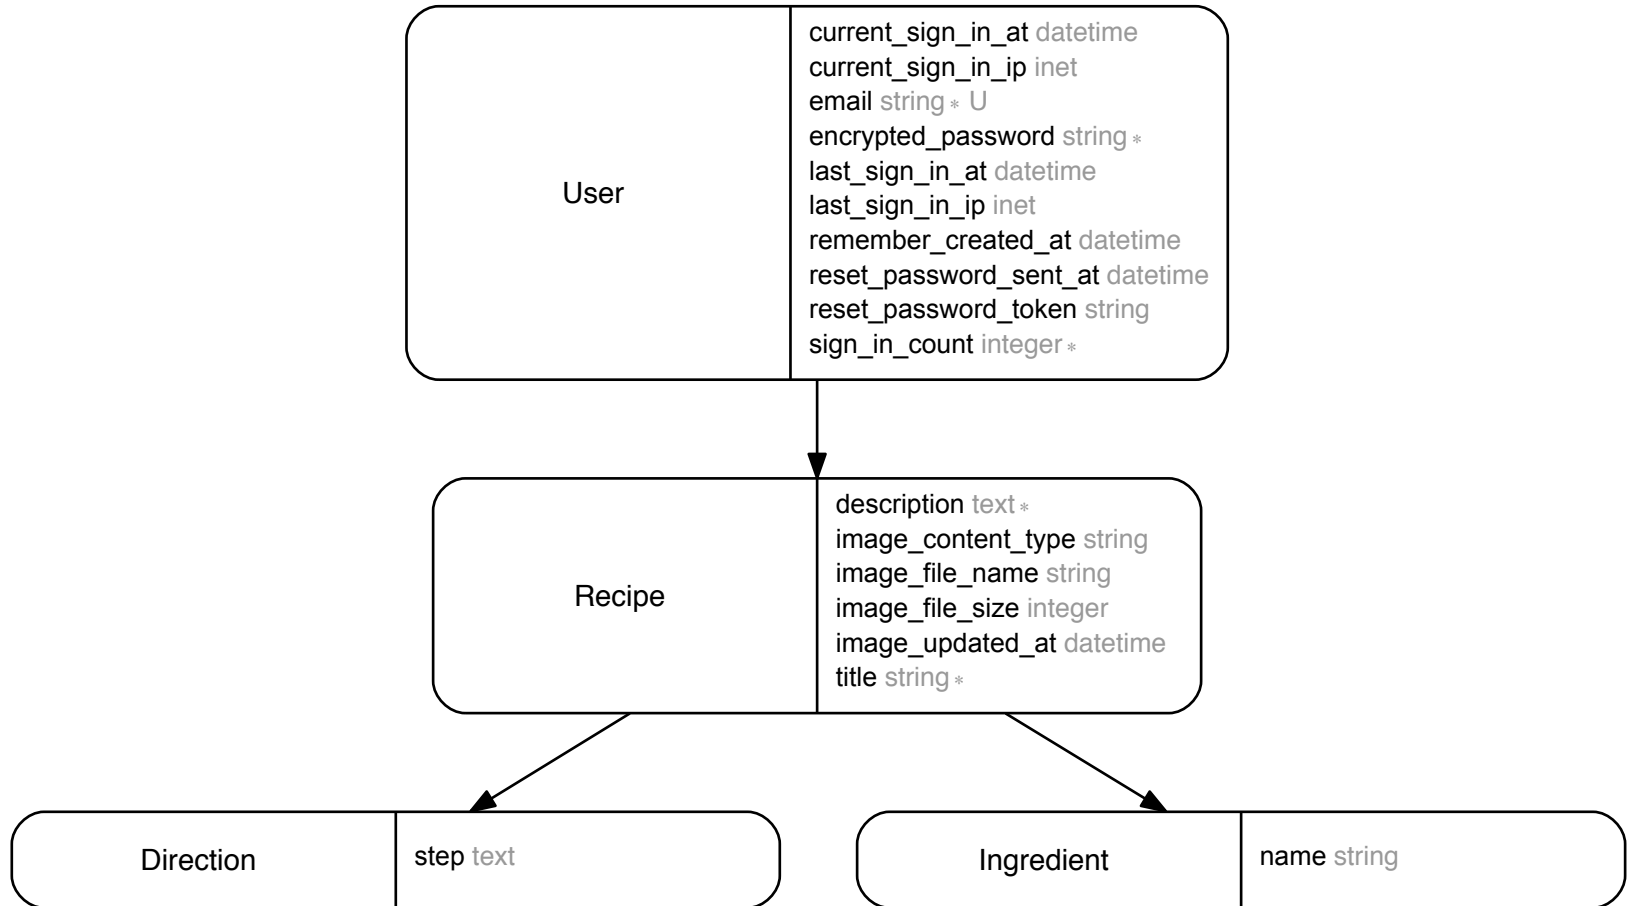 User
current_sign_in_at datetime
current_sign_in_ip inet
email string * U
encrypted_password string *
last_sign_in_at datetime
last_sign_in_ip inet
remember_created_at datetime
reset_password_sent_at datetime
reset_password_token string
sign_in_count integer *
Recipe
description text *
image_content_type string
image_file_name string
image_file_size integer
image_updated_at datetime
title string *
Direction
step text
Ingredient
name string